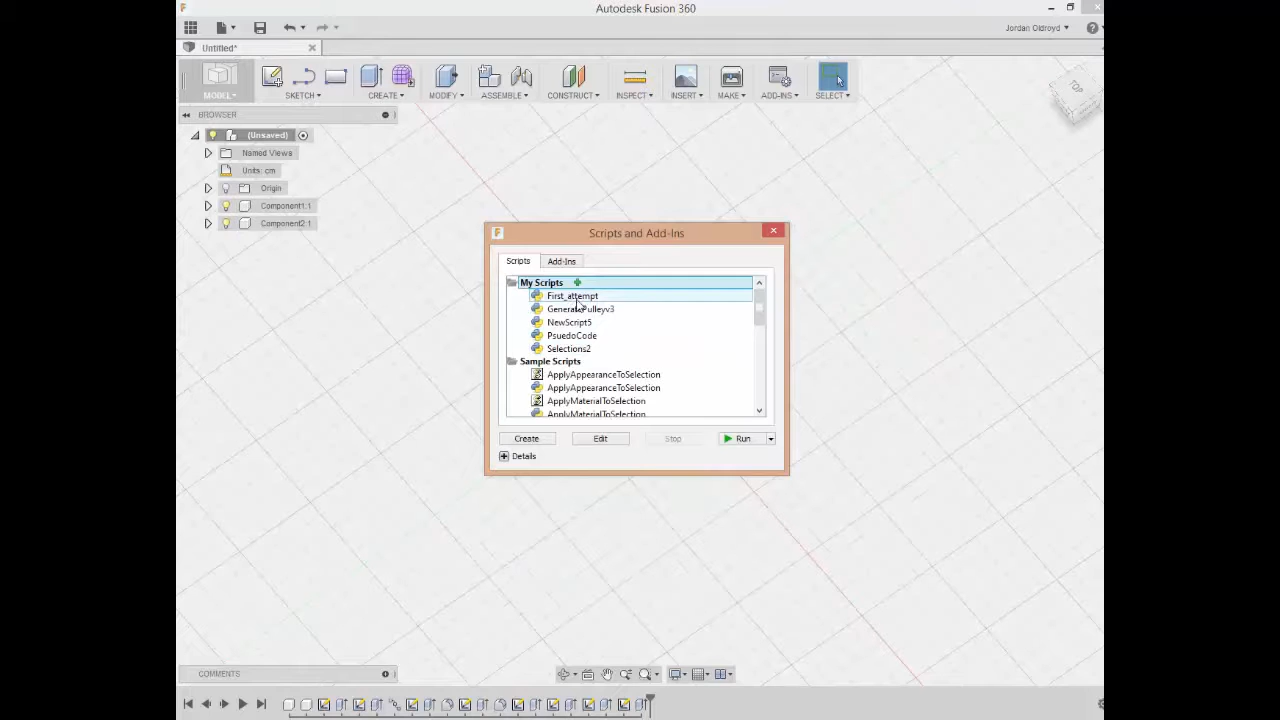 Autodesk Fusion 360
Jordan Oldroyd
Untitled*
MODEL
SKETCH
CREATE
MODIFY
ASSEMBLE
CONSTRUCT
INSPECT
INSERT
MAKE
ADD-INS
SELECT
BROWSER
TOP
(Unsaved)
Named Views
Units: cm
Origin
Component1:1
Component2:1
Scripts and Add-Ins
Scripts
Add-Ins
My Scripts
First_attempt
NewScript5
PsuedoCode
Selections2
Sample Scripts
ApplyAppearanceToSelection
ApplyAppearanceToSelection
ApplyMaterialToSelection
ApplyMaterialToSelection
Create
Edit
Stop
Run
Details
COMMENTS